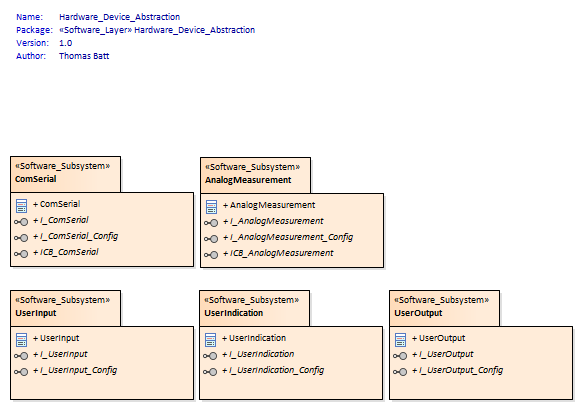 Name: Hardware_Device_Abstraction
Package: «Software_Layer» Hardware_Device_Abstraction
Version: 1.0
Author: Thomas Batt
«Software_Subsystem»
ComSerial
+ ComSerial
+ I_ComSerial
+ I_ComSerial_Config
+ ICB_ComSerial
«Software_Subsystem»
AnalogMeasurement
+ AnalogMeasurement
+ I_AnalogMeasurement
+ I_AnalogMeasurement_Config
+ ICB_AnalogMeasurement
«Software_Subsystem»
UserInput
+ UserInput
+ I_UserInput
+ I_UserInput_Config
«Software_Subsystem»
UserIndication
+ UserIndication
+ I_UserIndication
+ I_UserIndication_Config
«Software_Subsystem»
UserOutput
+ UserOutput
+ I_UserOutput
+ I_UserOutput_Config